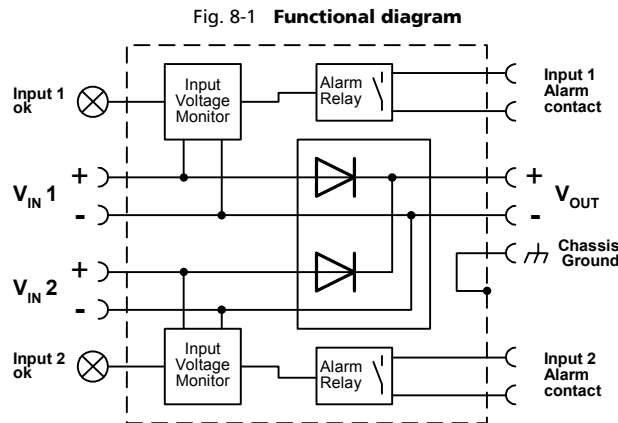 Fig. 8-1 Functional diagram
Input 1
ok
Input
Voltage
Monitor
Alarm
Relay
Input 1
Alarm
contact
+
VIN 1
-
+
VOUT
-
Chassis
Ground
+
VIN 2
-
Input 2
ok
Input
Voltage
Monitor
Alarm
Relay
Input 2
Alarm
contact